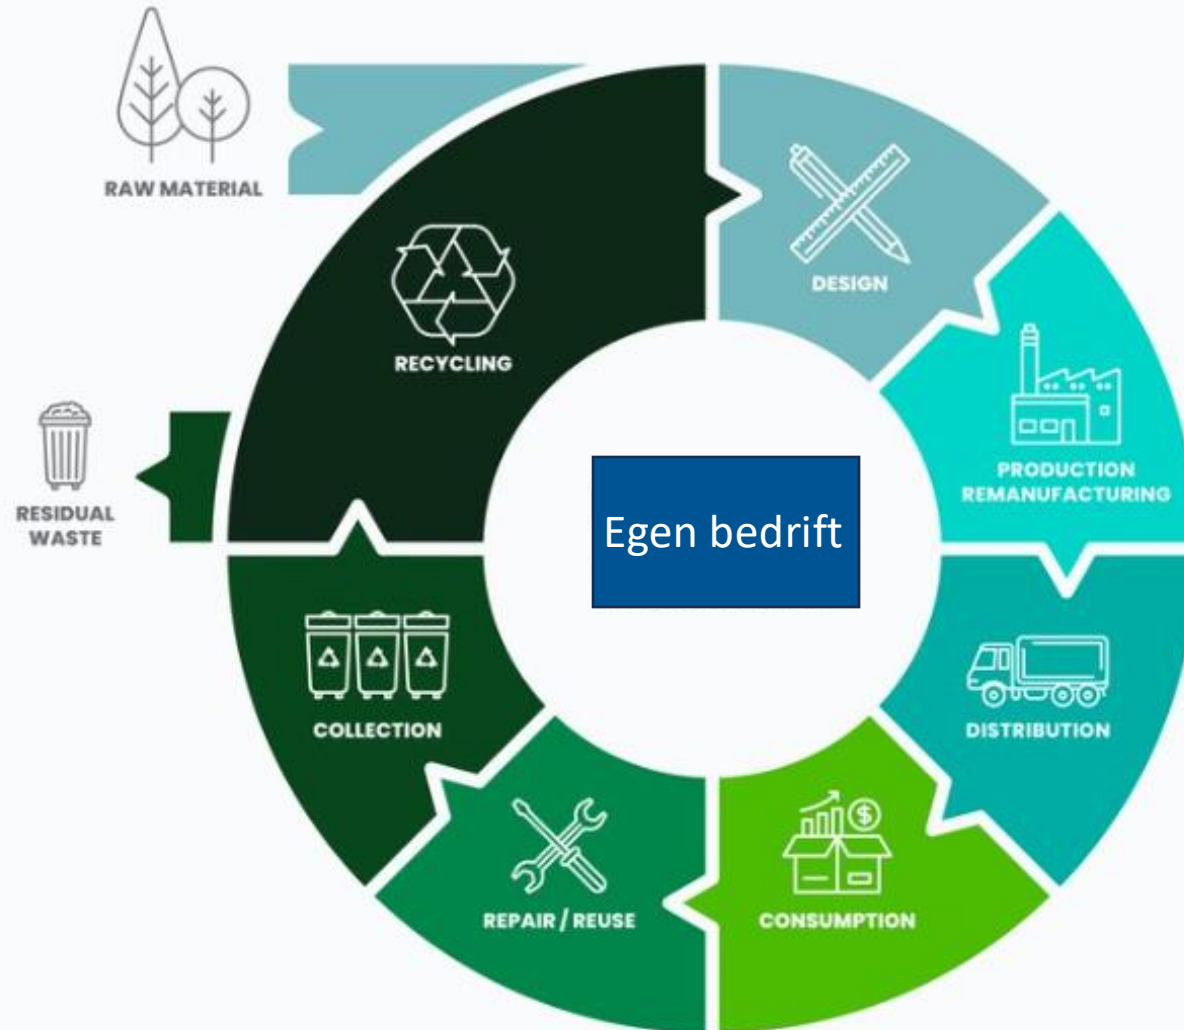 RAW MATERIAL
DESIGN
RECYCLING
PRODUCTION
REMANUFACTURING
RESIDUAL
WASTE
Egen bedrift
COLLECTION
DISTRIBUTION
REPAIR / REUSE
CONSUMPTION
$